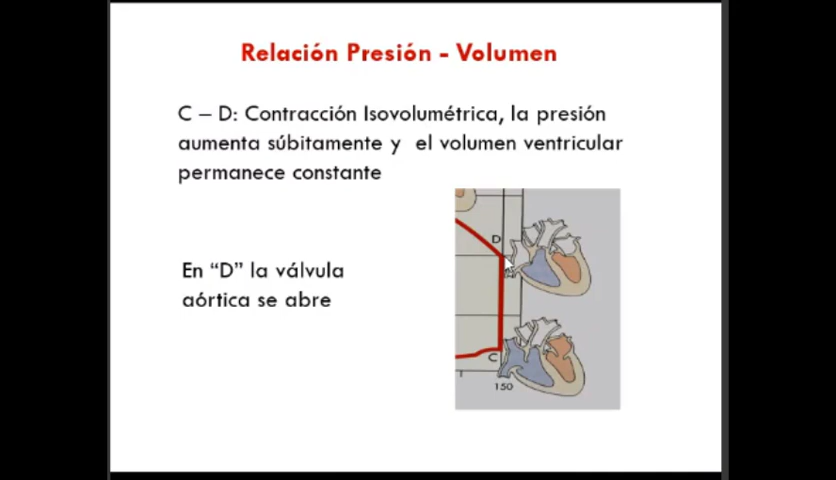 Relación Presión - Volumen
C – D: Contracción Isovolumétrica, la presión
aumenta súbitamente y el volumen ventricular
permanece constante
D
En “D” la válvula
aórtica se abre
C
150